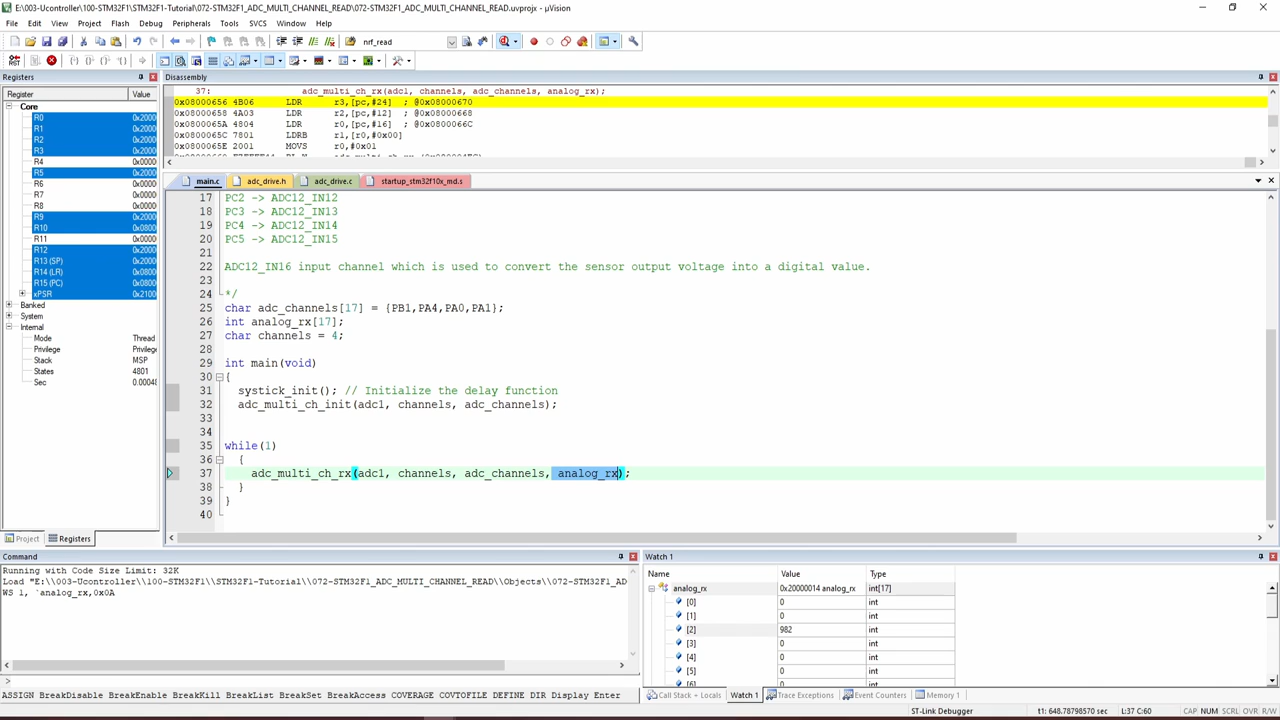 E:\003-Ucontroller\100-STM32F1\STM32F1-Tutorial\072-STM32F1_ADC_MULTI_CHANNEL_READ\072-STM32F1_ADC_MULTI_CHANNEL_READ.uvprojx - µVision
File Edit View Project Flash Debug Peripherals Tools SVCS Window Help
nrf_read
Registers
Register Value
Core
R0 0x2000
R1 0x2000
R2 0x2000
R3 0x2000
R4 0x0000
R5 0x2000
R6 0x0000
R7 0x0000
R8 0x0000
R9 0x2000
R10 0x0800
R11 0x0000
R12 0x2000
R13 (SP) 0x2000
R14 (LR) 0x0800
R15 (PC) 0x0800
xPSR 0x2100
Banked
System
Internal
Mode Thread
Privilege Privilege
Stack MSP
States 4801
Sec 0.00048
Project Registers
Disassembly
37: adc_multi_ch_rx(adc1, channels, adc_channels, analog_rx);
0x08000656 4B06 LDR r3,[pc,#24] ; @0x08000670
0x08000658 4A03 LDR r2,[pc,#12] ; @0x08000668
0x0800065A 4804 LDR r0,[pc,#16] ; @0x0800066C
0x0800065C 7801 LDRB r1,[r0,#0x00]
0x0800065E 2001 MOVS r0,#0x01
main.c adc_drive.h adc_drive.c startup_stm32f10x_md.s
17 PC2 -> ADC12_IN12
18 PC3 -> ADC12_IN13
19 PC4 -> ADC12_IN14
20 PC5 -> ADC12_IN15
21
22 ADC12_IN16 input channel which is used to convert the sensor output voltage into a digital value.
23
24 */
25 char adc_channels[17] = {PB1,PA4,PA0,PA1};
26 int analog_rx[17];
27 char channels = 4;
28
29 int main(void)
30 {
31 systick_init(); // Initialize the delay function
32 adc_multi_ch_init(adc1, channels, adc_channels);
33
34
35 while(1)
36 {
37 adc_multi_ch_rx(adc1, channels, adc_channels, analog_rx);
38 }
39 }
40
Command
Running with Code Size Limit: 32K
Load "E:\\003-Ucontroller\\100-STM32F1\\STM32F1-Tutorial\\072-STM32F1_ADC_MULTI_CHANNEL_READ\\Objects\\072-STM32F1_AD
WS 1, `analog_rx,0x0A
>
ASSIGN BreakDisable BreakEnable BreakKill BreakList BreakSet BreakAccess COVERAGE COVTOFILE DEFINE DIR Display Enter
Watch 1
Name Value Type
analog_rx 0x20000014 analog_rx int[17]
[0] 0 int
[1] 0 int
[2] 982 int
[3] 0 int
[4] 0 int
[5] 0 int
Call Stack + Locals Watch 1 Trace Exceptions Event Counters Memory 1
ST-Link Debugger t1: 648.78798570 sec L:37 C:60 CAP NUM SCRL OVR R/W